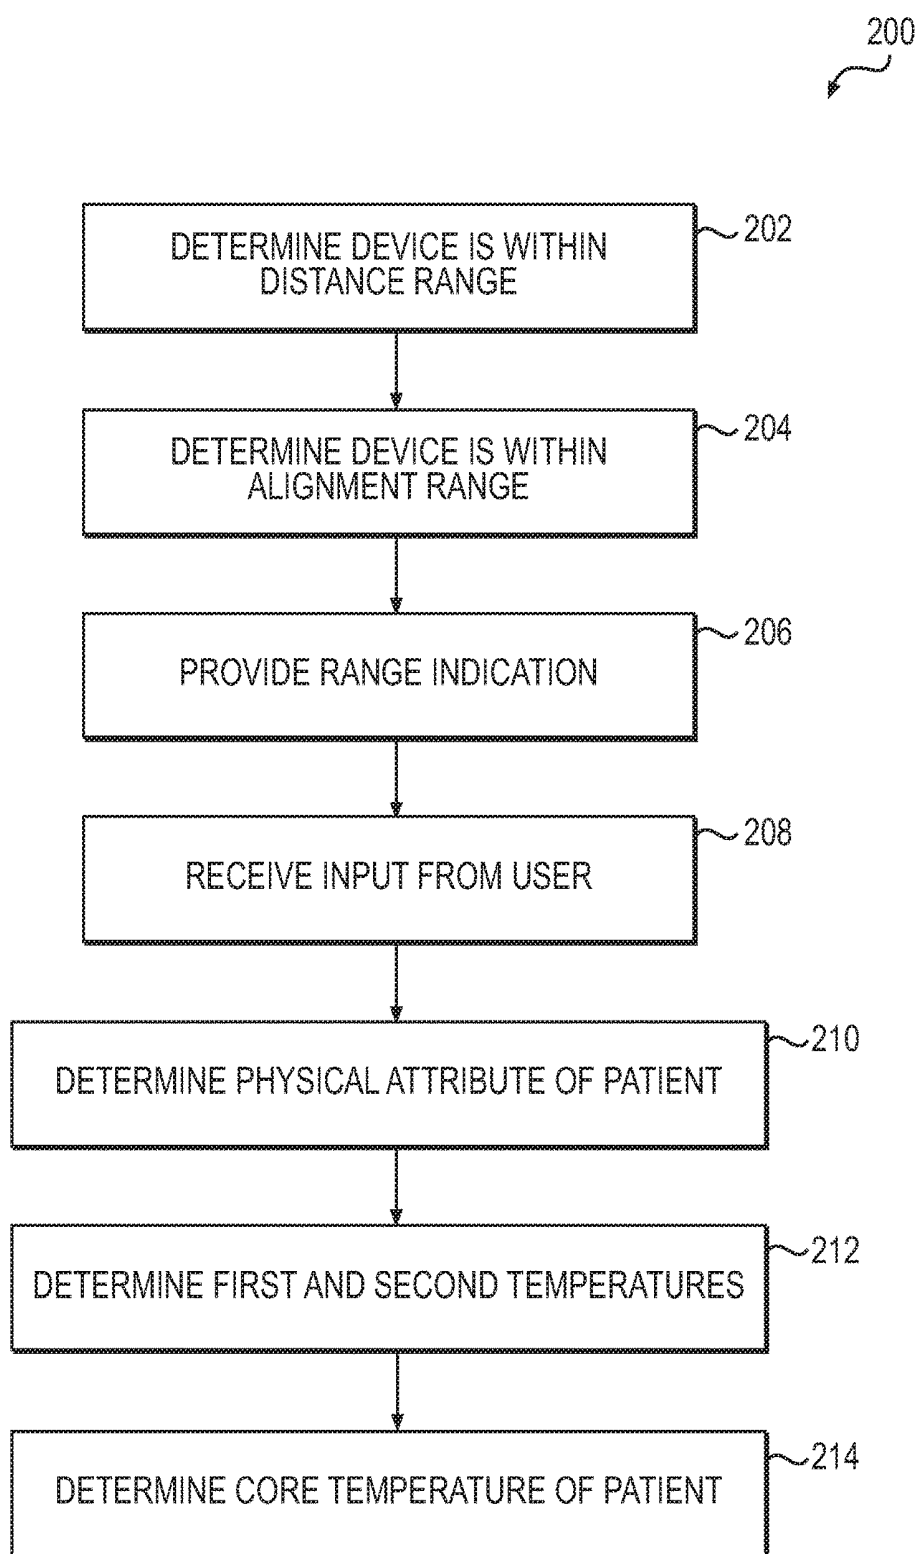 200
DETERMINE DEVICE IS WITHIN
DISTANCE RANGE
202
DETERMINE DEVICE IS WITHIN
ALIGNMENT RANGE
204
PROVIDE RANGE INDICATION
206
RECEIVE INPUT FROM USER
208
DETERMINE PHYSICAL ATTRIBUTE OF PATIENT
210
DETERMINE FIRST AND SECOND TEMPERATURES
212
DETERMINE CORE TEMPERATURE OF PATIENT
214